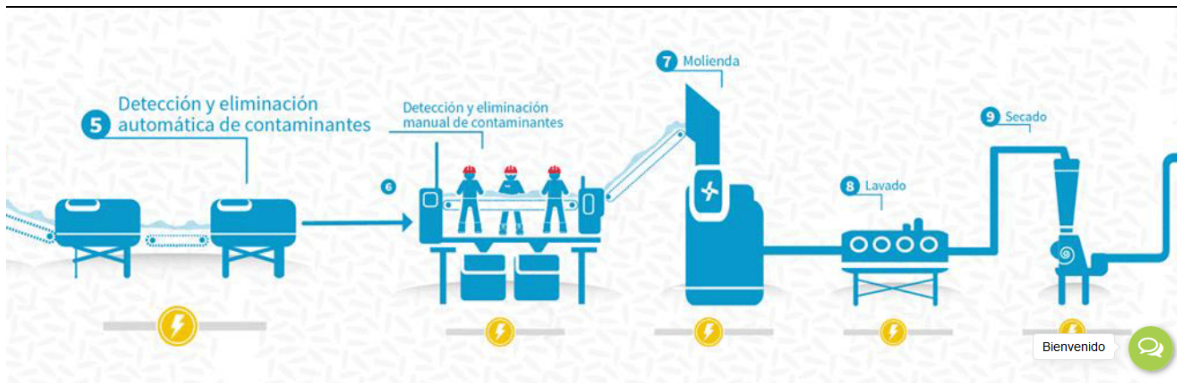 5
Detección y eliminación
automática de contaminantes
6
Detección y eliminación
manual de contaminantes
7 Molienda
8 Lavado
9 Secado
Bienvenido